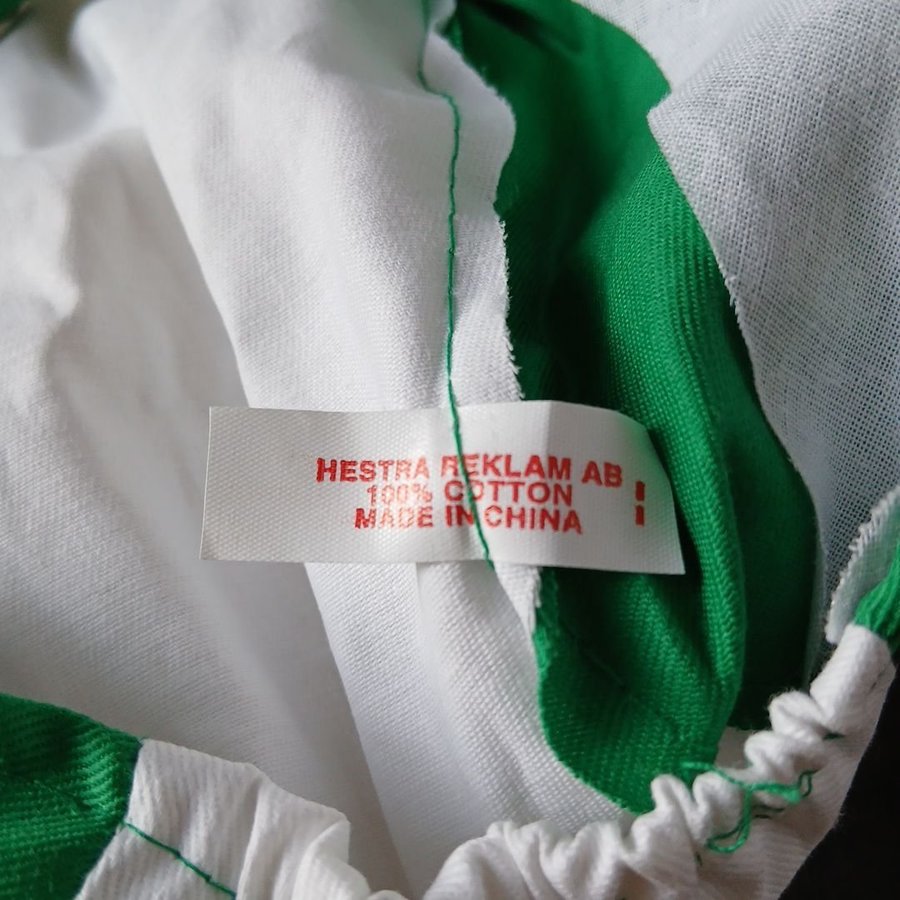 HESTRA REKLAM AB
100% COTTON
MADE IN CHINA